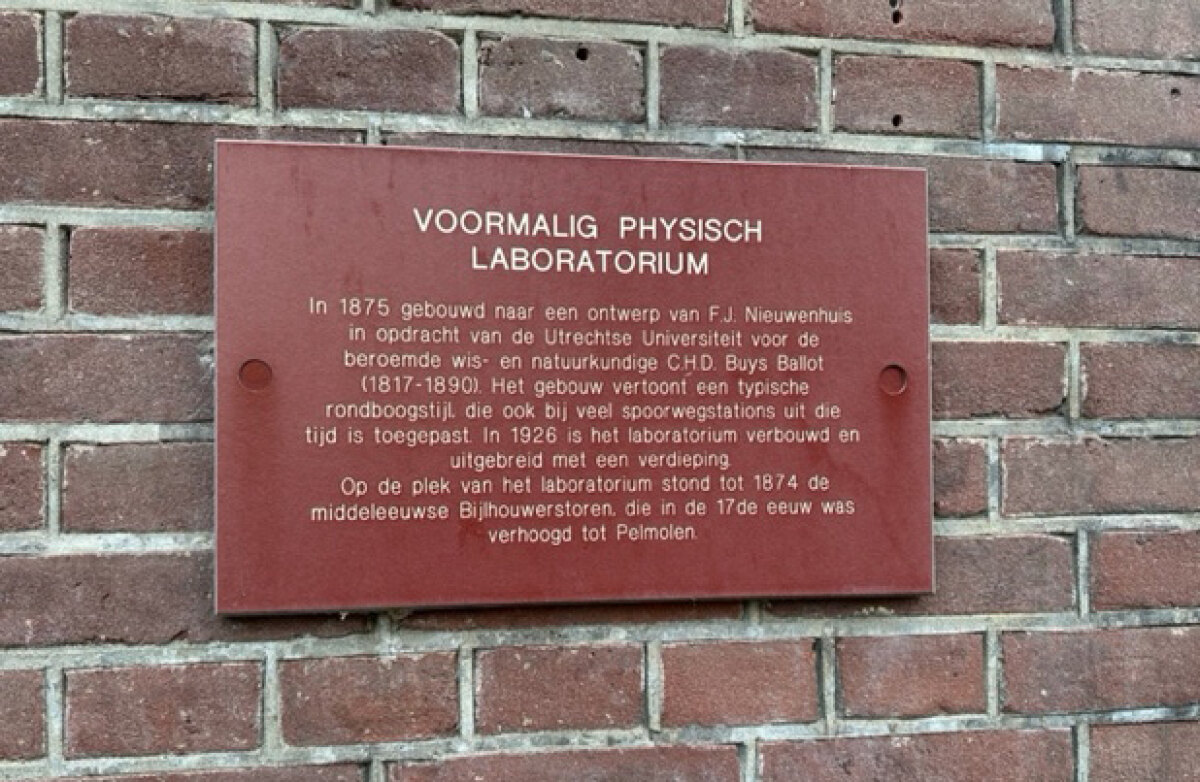 VOORMALIG PHYSISCH
LABORATORIUM
In 1875 gebouwd naar een ontwerp van F.J. Nieuwenhuis
in opdracht van de Utrechtse Universiteit voor de
beroemde wis- en natuurkundige C.H.D. Buys Ballot
(1817-1890). Het gebouw vertoont een typische
rondboogstijl, die ook bij veel spoorwegstations uit die
tijd is toegepast. In 1926 is het laboratorium verbouwd en
uitgebreid met een verdieping.
Op de plek van het laboratorium stond tot 1874 de
middeleeuwse Bijlhouwerstoren, die in de 17de eeuw was
verhoogd tot Pelmolen.